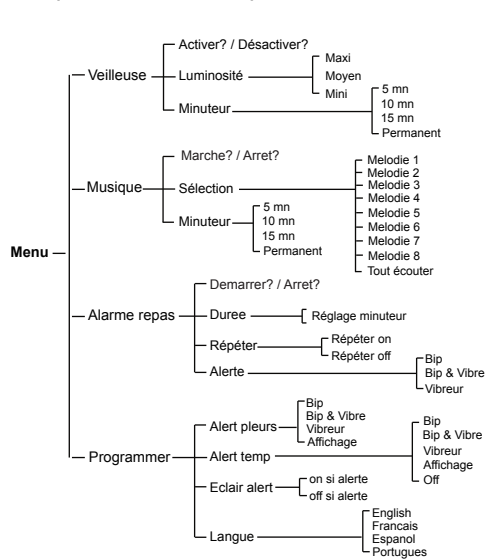 Menu
Veilleuse
Activer? / Désactiver?
Luminosité
Maxi
Moyen
Mini
Minuteur
5 mn
10 mn
15 mn
Permanent
Musique
Marche? / Arret?
Sélection
Melodie 1
Melodie 2
Melodie 3
Melodie 4
Melodie 5
Melodie 6
Melodie 7
Melodie 8
Tout écouter
Minuteur
5 mn
10 mn
15 mn
Permanent
Alarme repas
Demarrer? / Arret?
Duree
Réglage minuteur
Répéter
Répéter on
Répéter off
Alerte
Bip
Bip & Vibre
Vibreur
Programmer
Alert pleurs
Bip
Bip & Vibre
Vibreur
Affichage
Alert temp
Bip
Bip & Vibre
Vibreur
Affichage
Off
Eclair alert
on si alerte
off si alerte
Langue
English
Francais
Espanol
Portugues